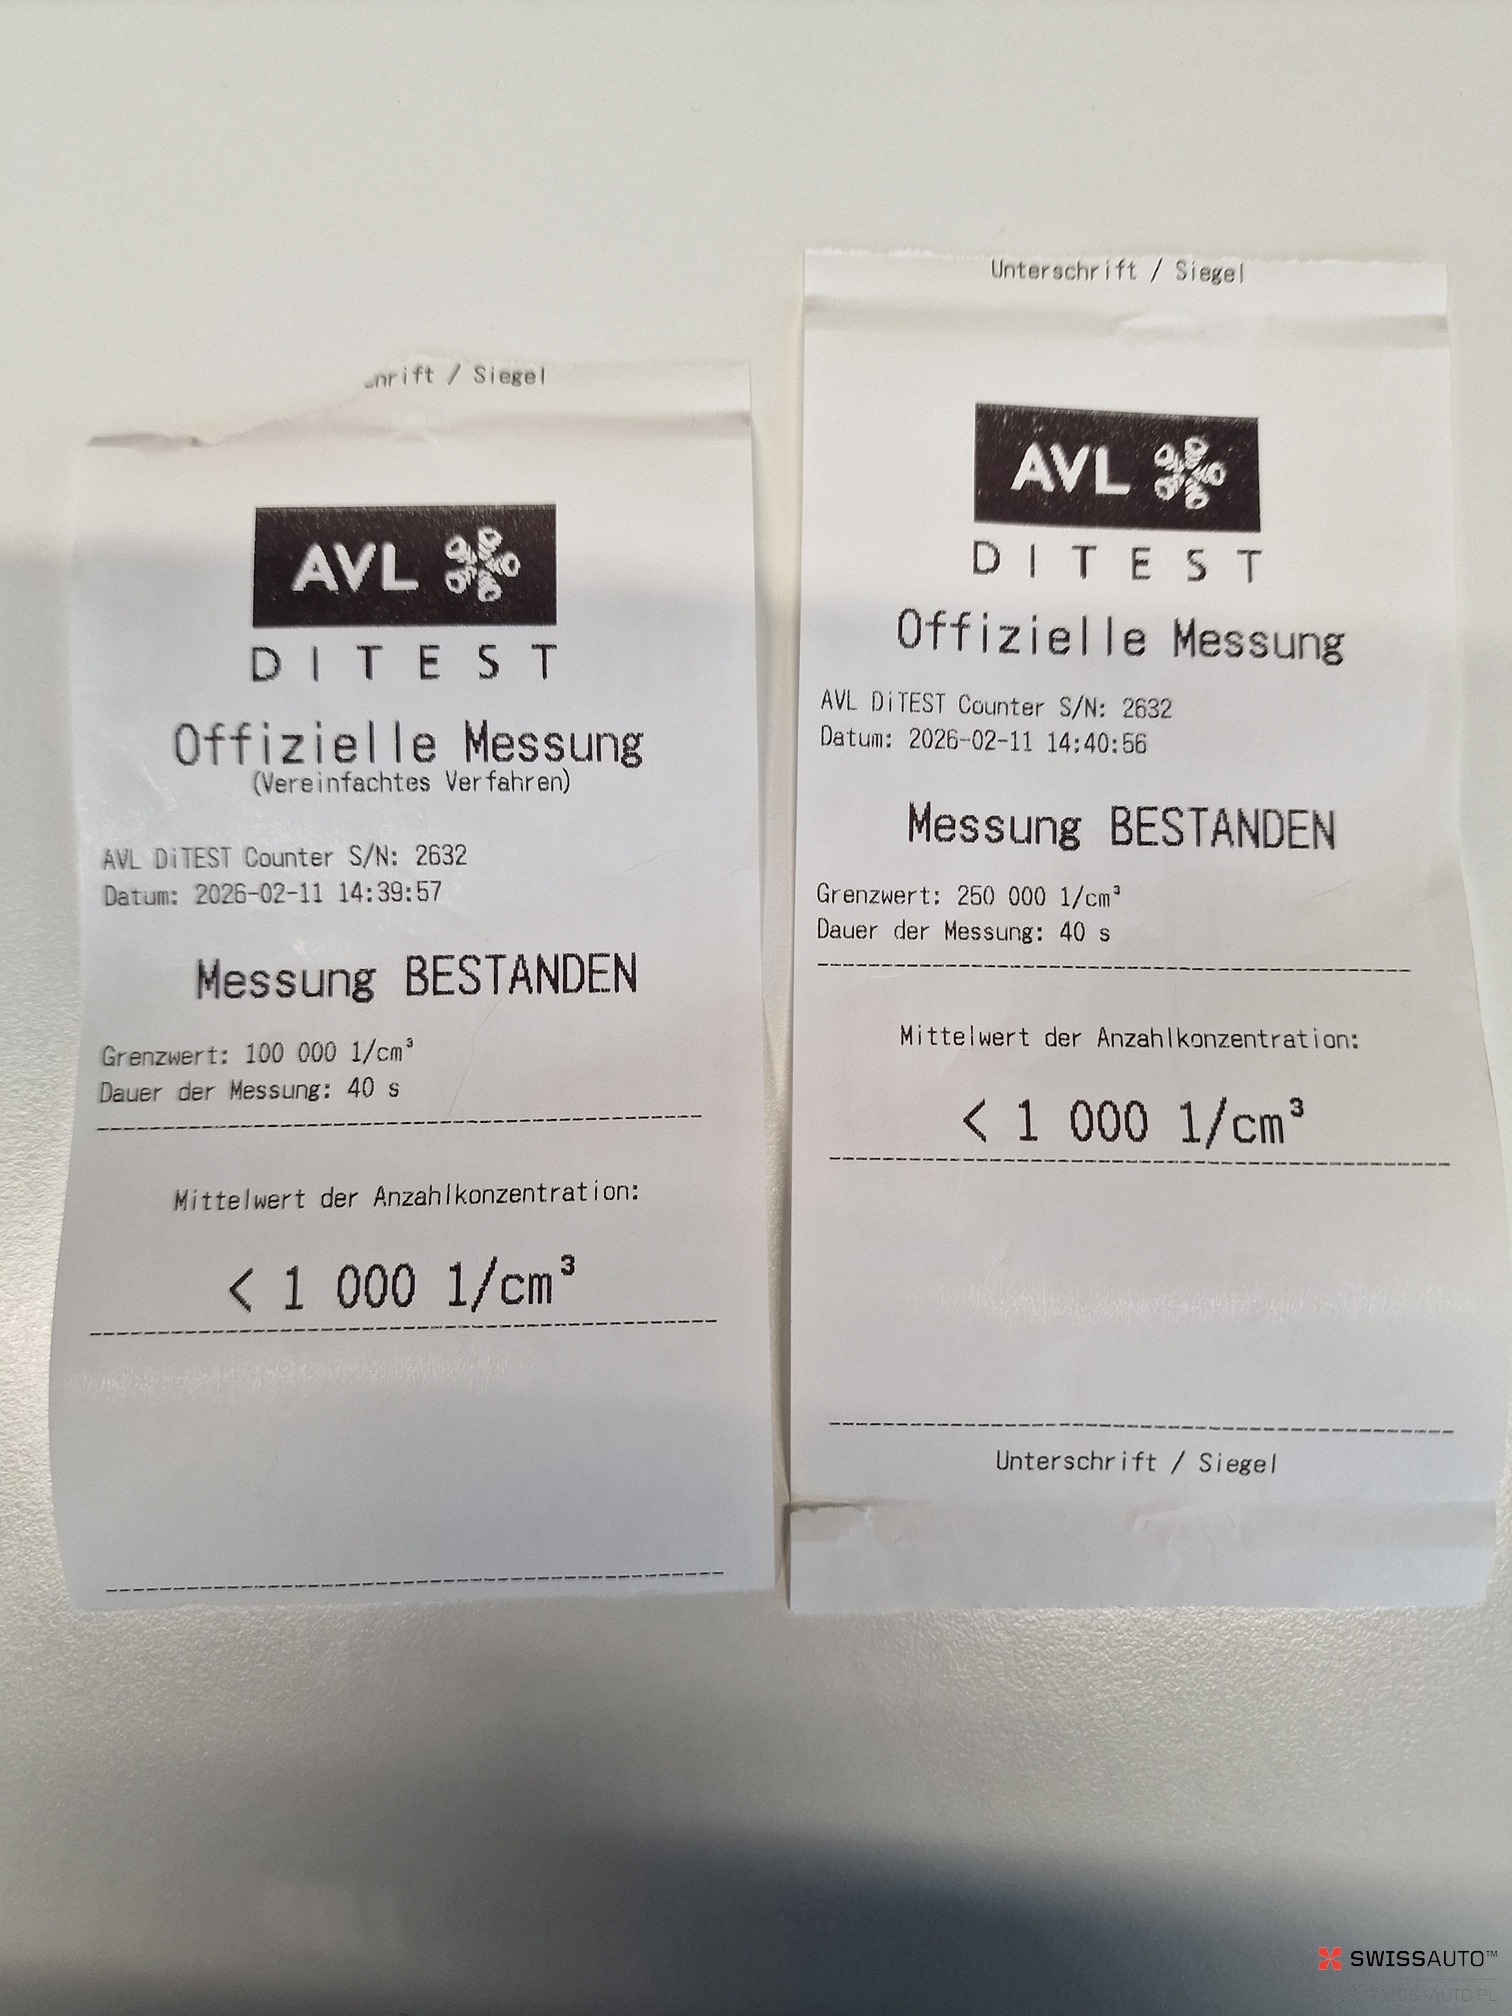 hrift / Siegel
AVL
DITEST
Offizielle Messung
(Vereinfachtes Verfahren)
AVL DiTEST Counter S/N: 2632
Datum: 2026-02-11 14:39:57
Messung BESTANDEN
Grenzwert: 100 000 1/cm³
Dauer der Messung: 40 s
Mittelwert der Anzahlkonzentration:
< 1 000 1/cm³
Unterschrift / Siegel
AVL
DITEST
Offizielle Messung
AVL DiTEST Counter S/N: 2632
Datum: 2026-02-11 14:40:56
Messung BESTANDEN
Grenzwert: 250 000 1/cm³
Dauer der Messung: 40 s
Mittelwert der Anzahlkonzentration:
< 1 000 1/cm³
Unterschrift / Siegel
SWISSAUTO™